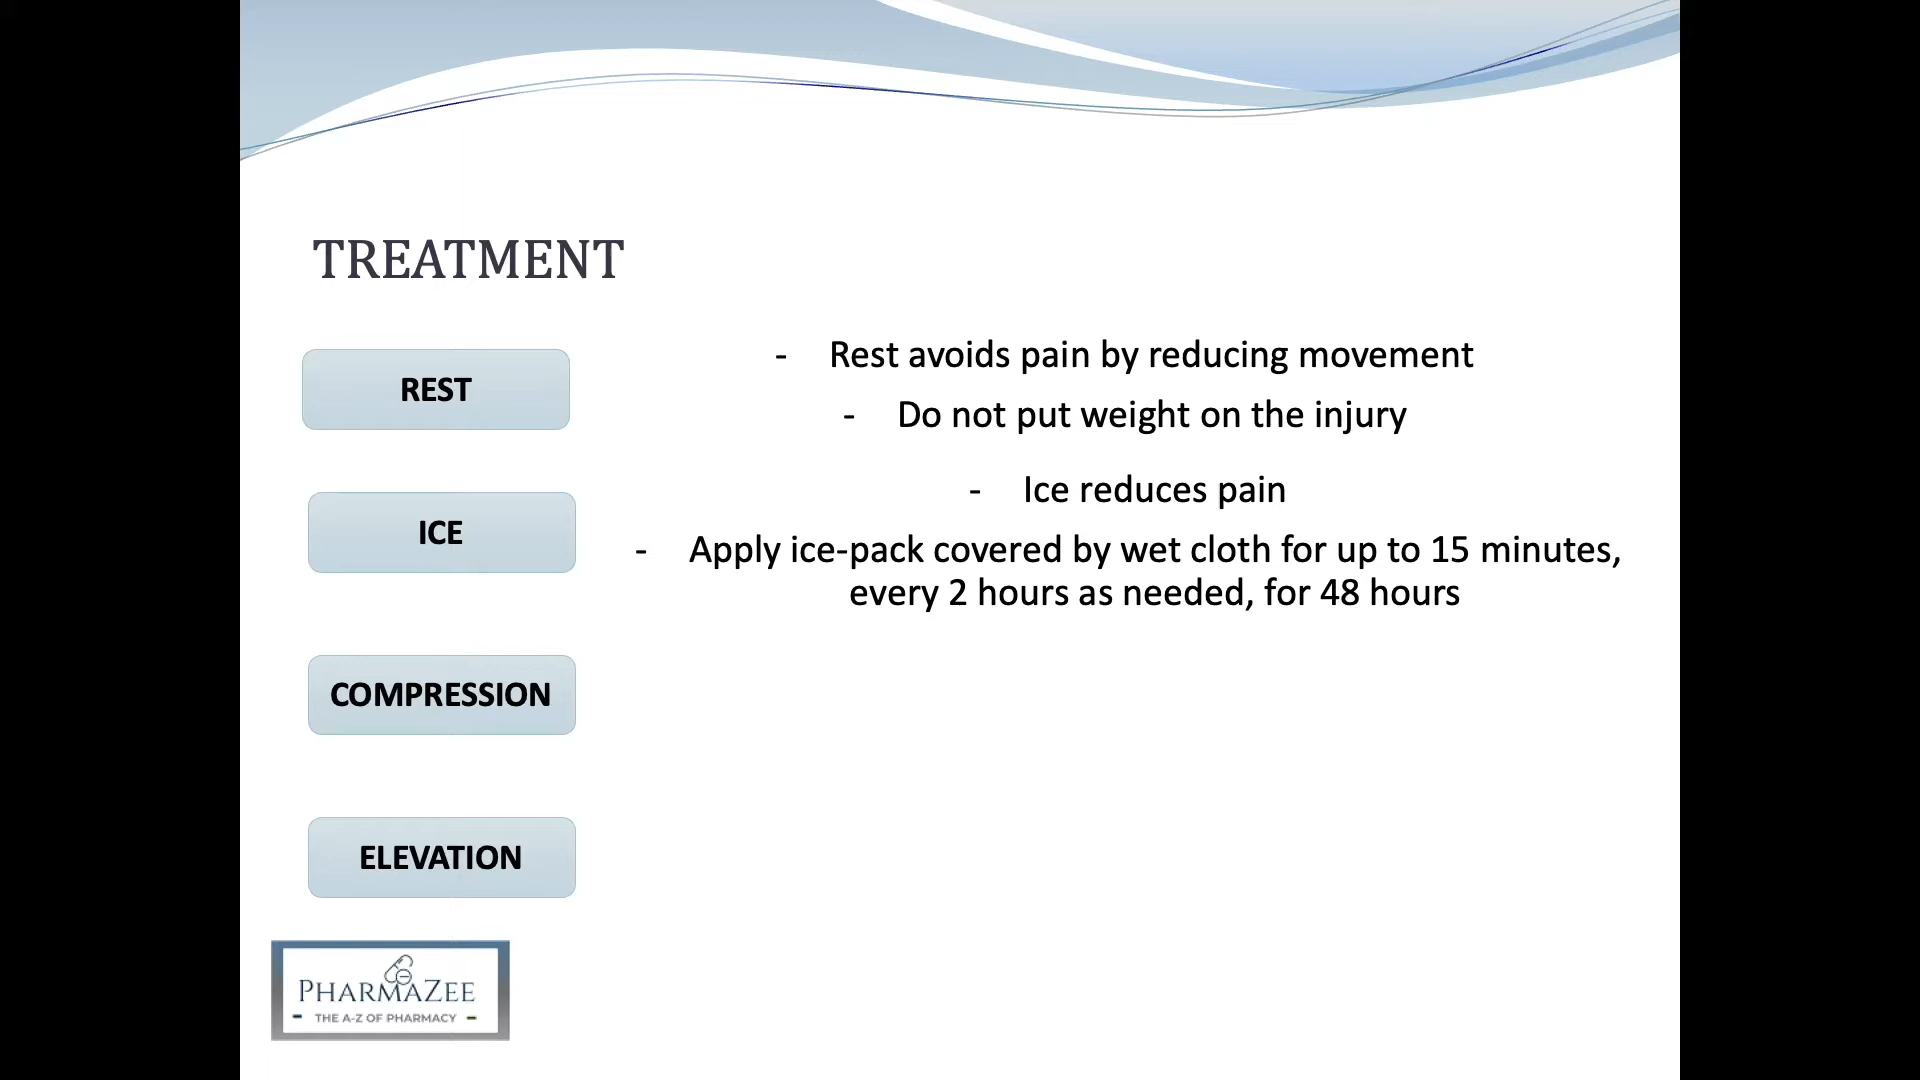 TREATMENT
REST
- Rest avoids pain by reducing movement
- Do not put weight on the injury
ICE
- Ice reduces pain
- Apply ice-pack covered by wet cloth for up to 15 minutes,
every 2 hours as needed, for 48 hours
COMPRESSION
ELEVATION
PHARMAZEE
THE A-Z OF PHARMACY